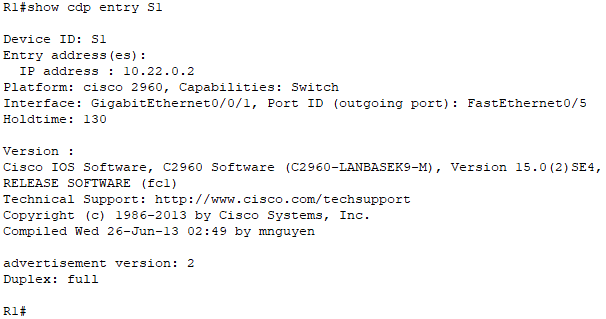 R1#show cdp entry S1
Device ID: S1
Entry address(es):
IP address : 10.22.0.2
Platform: cisco 2960, Capabilities: Switch
Interface: GigabitEthernet0/0/1, Port ID (outgoing port): FastEthernet0/5
Holdtime: 130
Version :
Cisco IOS Software, C2960 Software (C2960-LANBASEK9-M), Version 15.0(2)SE4,
RELEASE SOFTWARE (fc1)
Technical Support: http://www.cisco.com/techsupport
Copyright (c) 1986-2013 by Cisco Systems, Inc.
Compiled Wed 26-Jun-13 02:49 by mnguyen
advertisement version: 2
Duplex: full
R1#